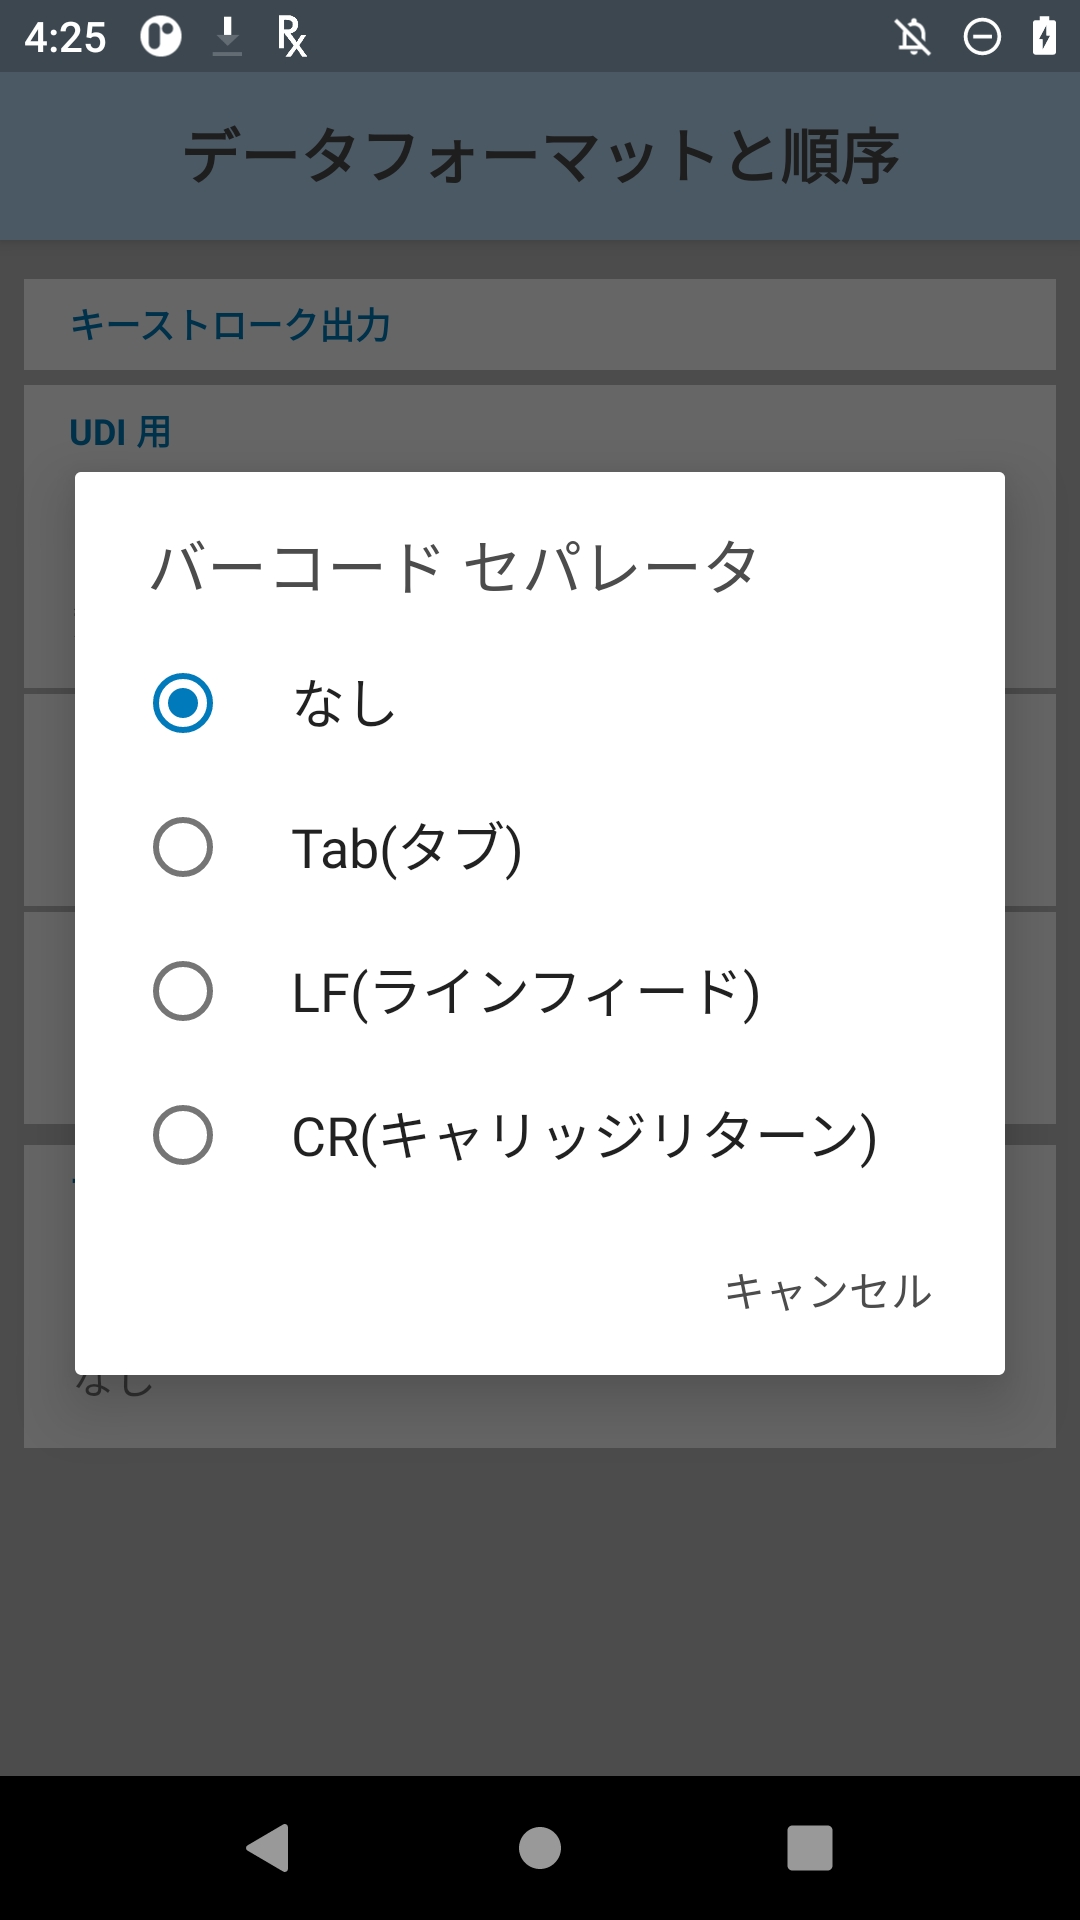 4:25
データフォーマットと順序
キーストローク出力
UDI 用
バーコード セパレータ
なし
Tab(タブ)
LF(ラインフィード)
CR(キャリッジリターン)
キャンセル
なし